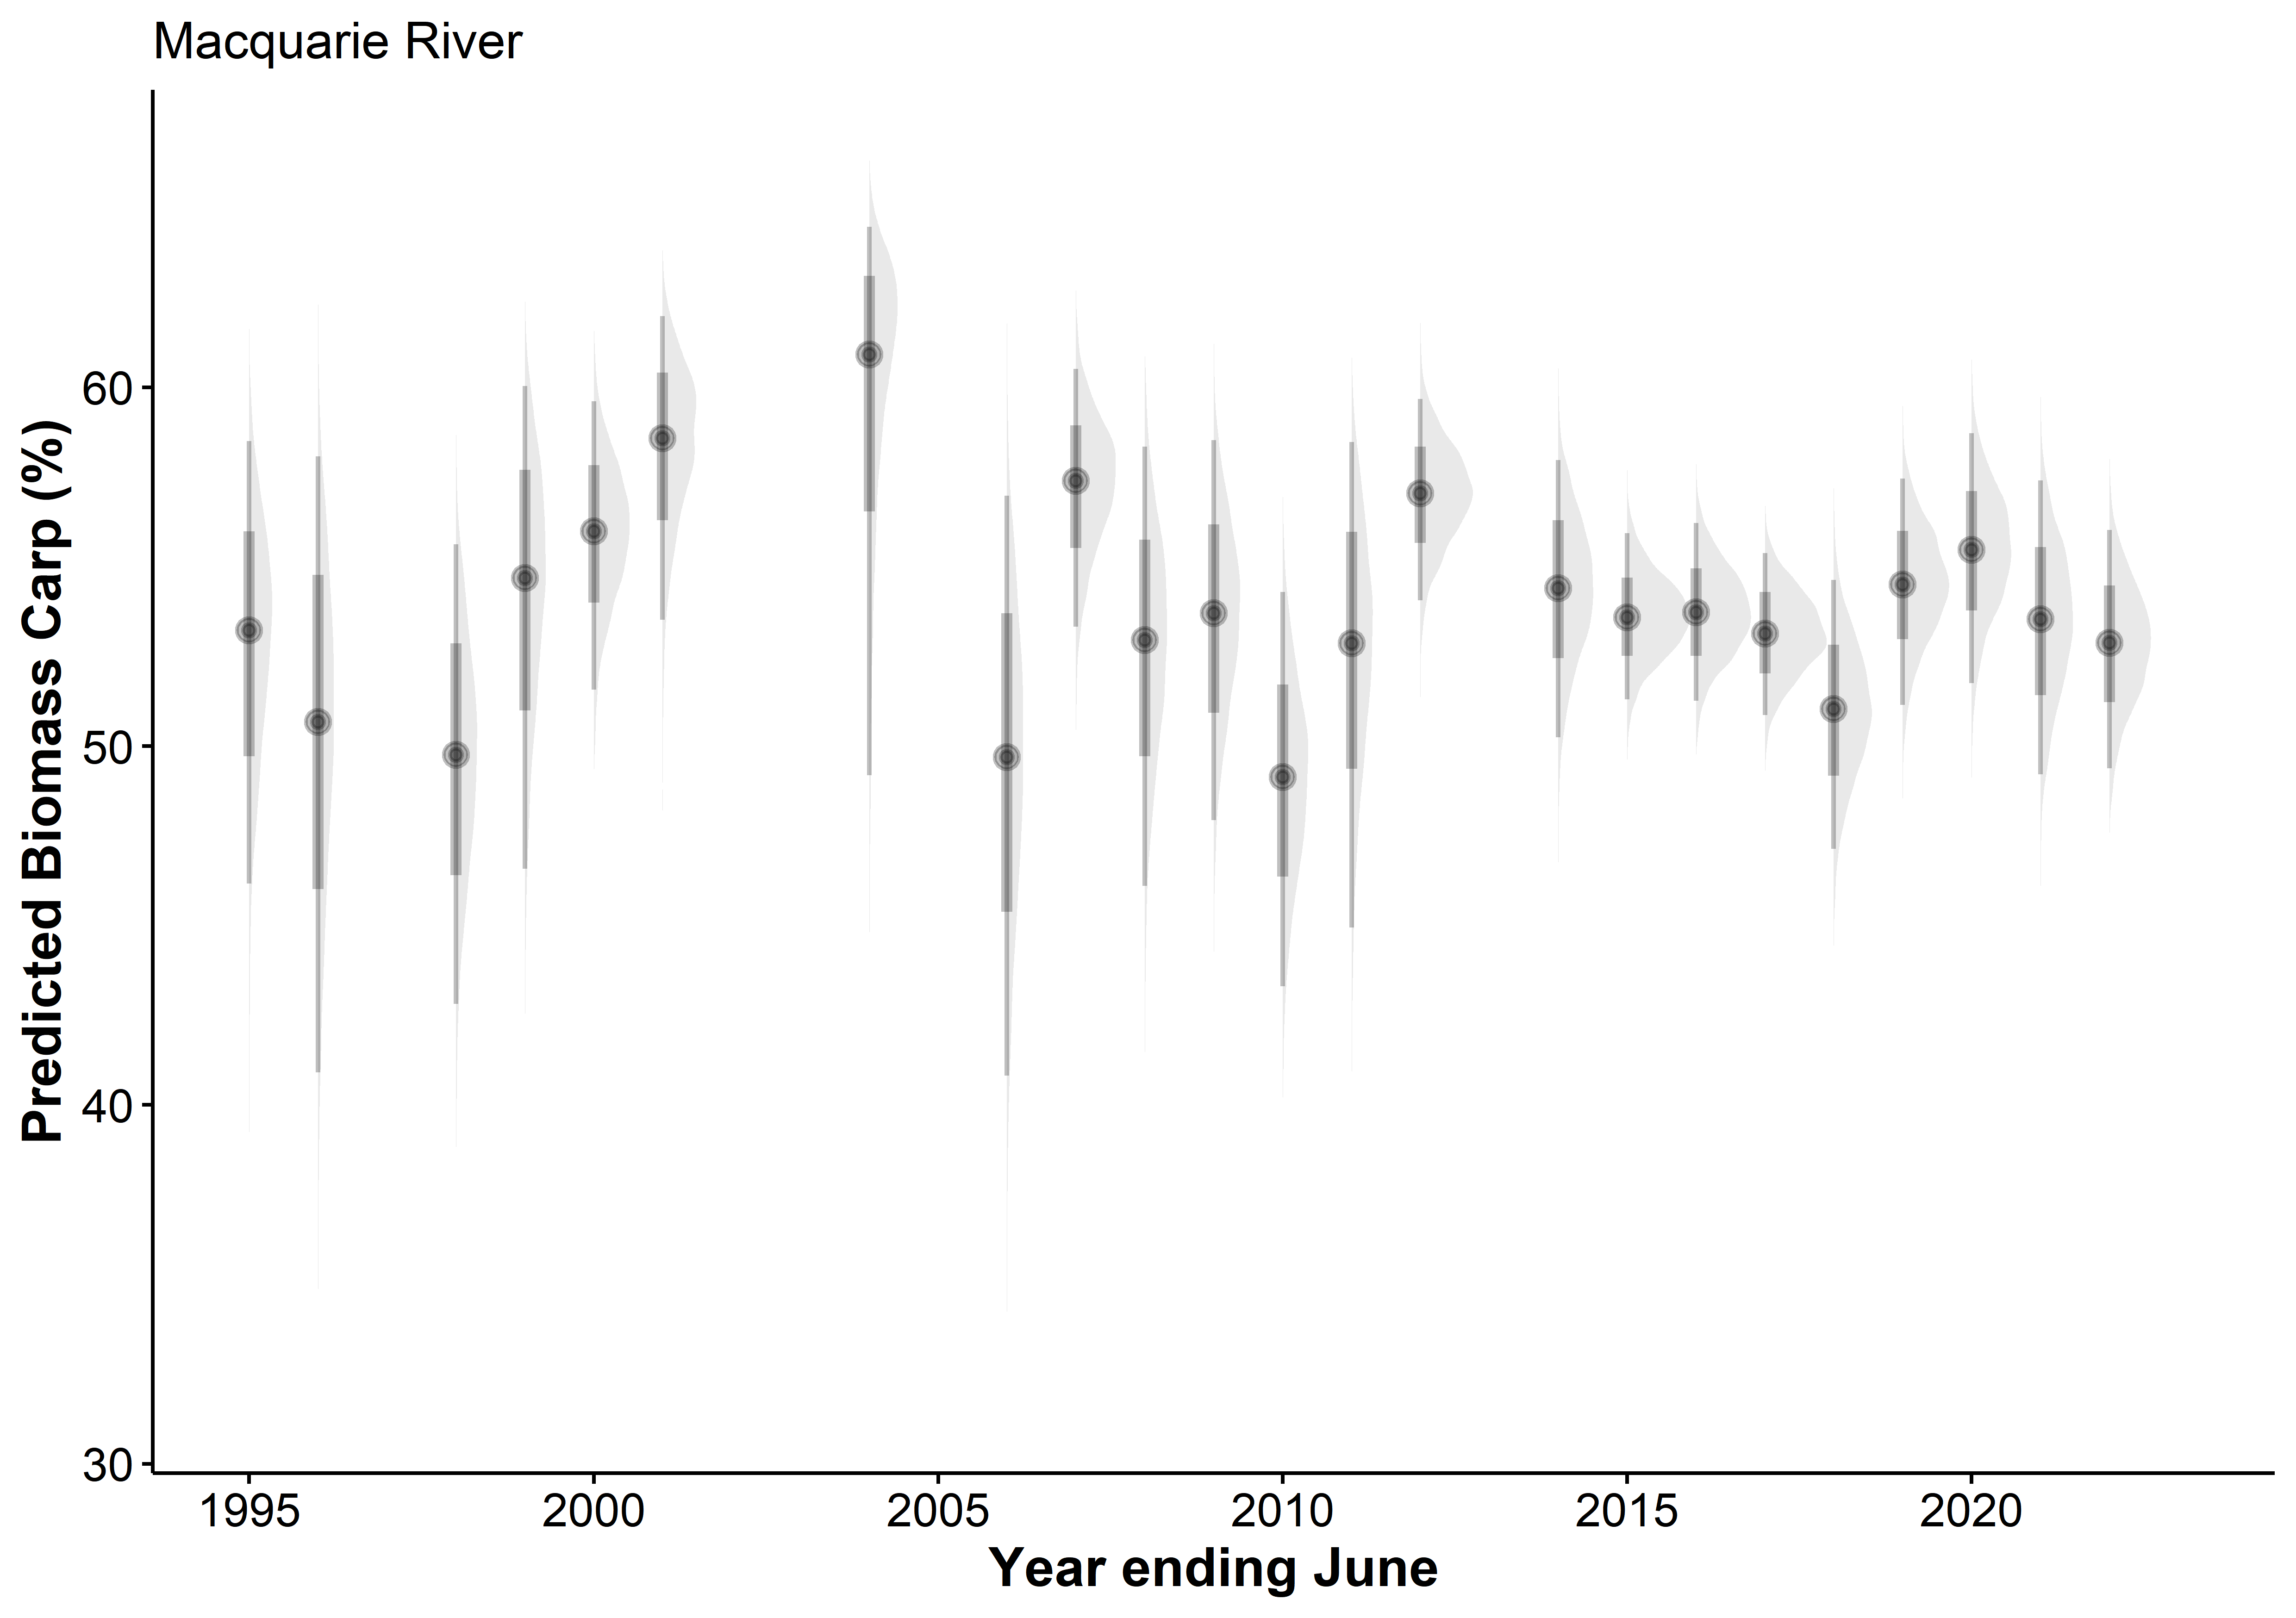 Macquarie River
Predicted Biomass Carp (%)
60
50
40
30
1995 2000 2005 2010 2015 2020
Year ending June